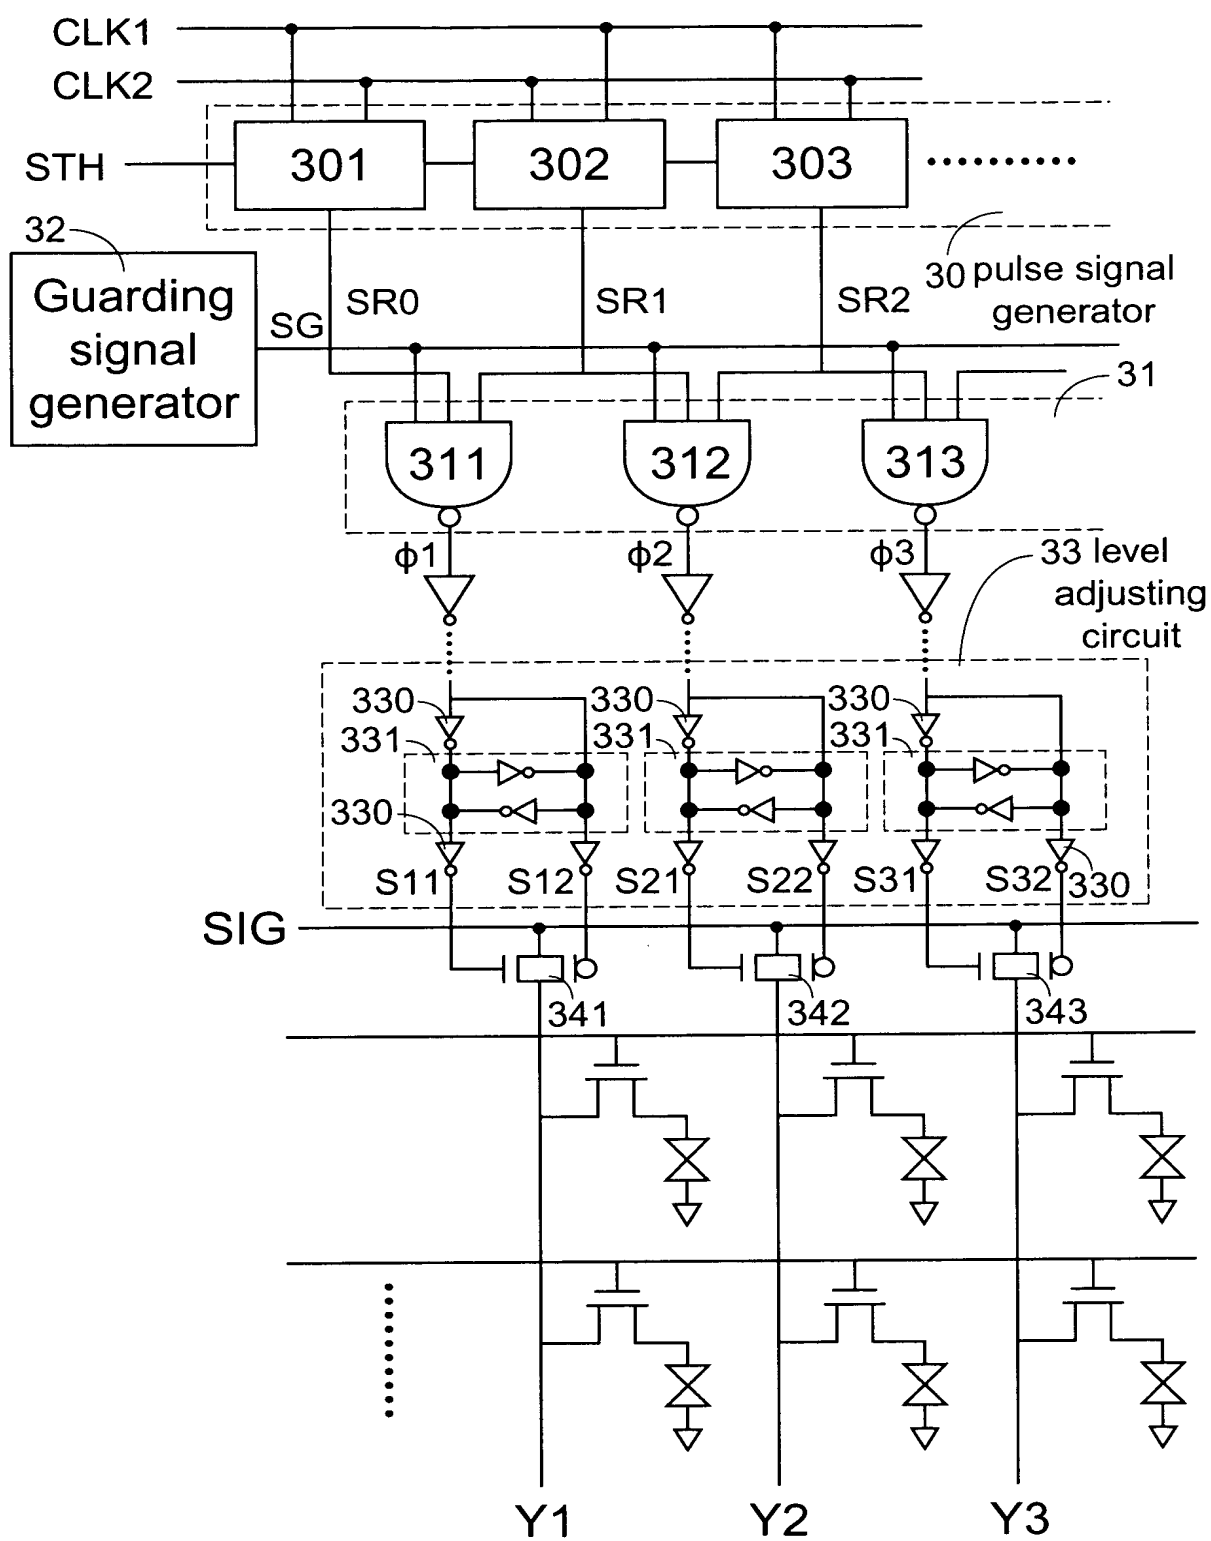 CLK1
CLK2
STH
301
302
303
32
Guarding
signal
generator
SG
SR0
SR1
SR2
30 pulse signal
generator
31
311
312
313
ϕ1
ϕ2
ϕ3
33 level
adjusting
circuit
330
330
330
331
331
331
330
S11
S12
S21
S22
S31
S32
330
SIG
341
342
343
Y1
Y2
Y3